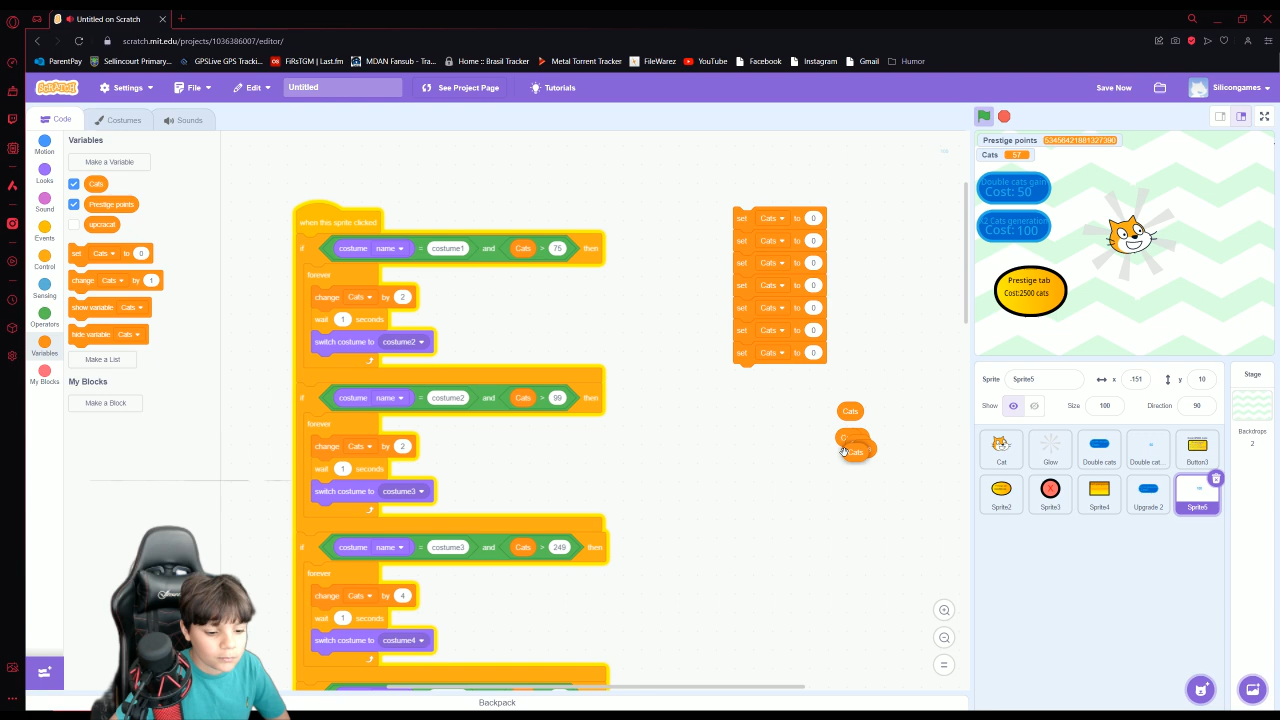 Untitled on Scratch
scratch.mit.edu/projects/1036386007/editor/
ParentPay
Sellincourt Primary...
GPSLive GPS Tracki...
FiRsTGM | Last.fm
MDAN Fansub - Tra...
Home :: Brasil Tracker
Metal Torrent Tracker
FileWarez
YouTube
Facebook
Instagram
Gmail
Humor
SCRATCH
Settings
File
Edit
Untitled
See Project Page
Tutorials
Save Now
Silicongames
Code
Costumes
Sounds
Motion
Looks
Sound
Events
Control
Sensing
Operators
Variables
My Blocks
Variables
Make a Variable
Cats
Prestige points
upcracat
set Cats to 0
change Cats by 1
show variable Cats
hide variable Cats
Make a List
My Blocks
Make a Block
when this sprite clicked
if costume name = costume1 and Cats > 75 then
forever
change Cats by 2
wait 1 seconds
switch costume to costume2
if costume name = costume2 and Cats > 99 then
forever
change Cats by 2
wait 1 seconds
switch costume to costume3
if costume name = costume3 and Cats > 249 then
forever
change Cats by 4
wait 1 seconds
switch costume to costume4
set Cats to 0
set Cats to 0
set Cats to 0
set Cats to 0
set Cats to 0
set Cats to 0
set Cats to 0
Cats
Cats
Backpack
Prestige points
Cats 57
Double cats gain
Cost: 50
X2 Cats generation
Cost: 100
Prestige tab
Cost:2500 cats
Sprite
Sprite5
x
-151
y
10
Show
Size
100
Direction
90
Stage
Backdrops
2
Cat
Glow
Double cats
Double cat...
Button3
Sprite2
Sprite3
Sprite4
Upgrade 2
Sprite5